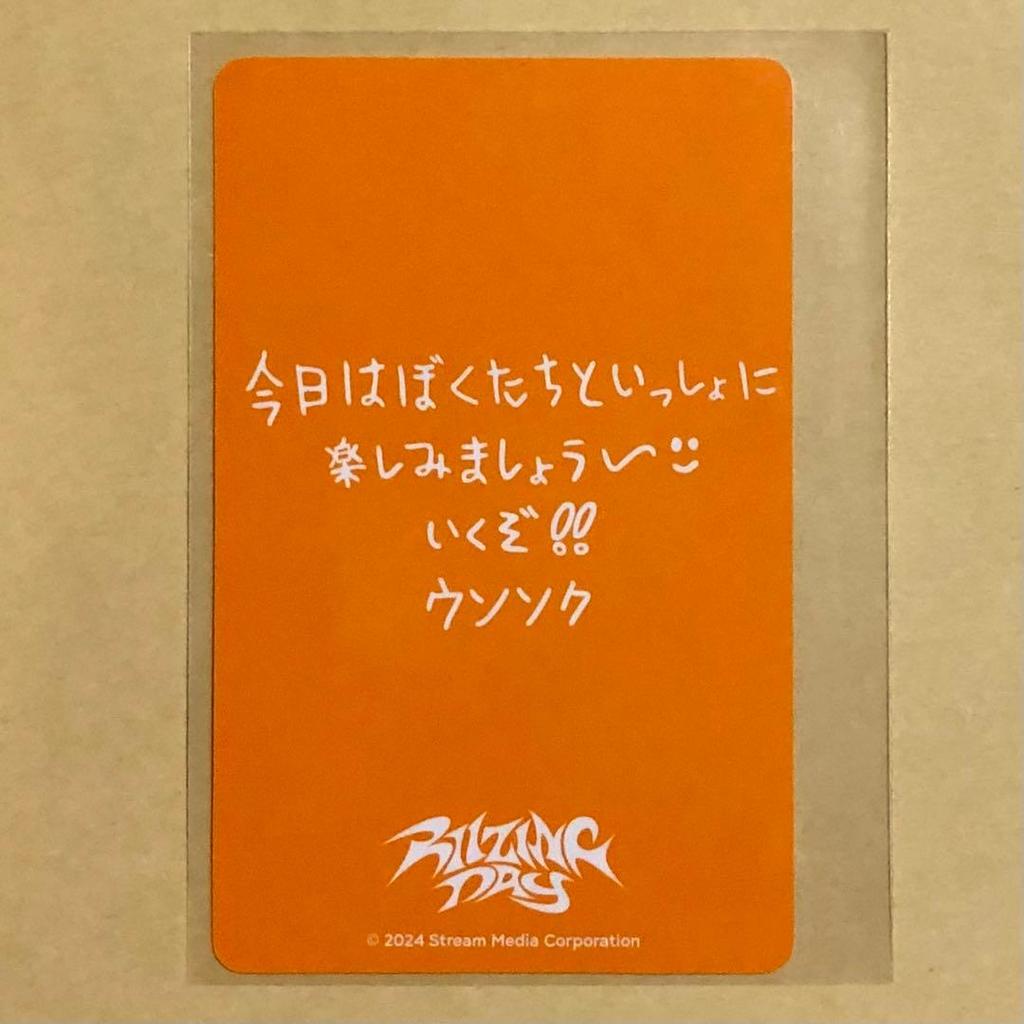 今日はぼくたちといっしょに
楽しみましょう〜
いくぞ!!
ウンソク
RIIZING
DAY
© 2024 Stream Media Corporation